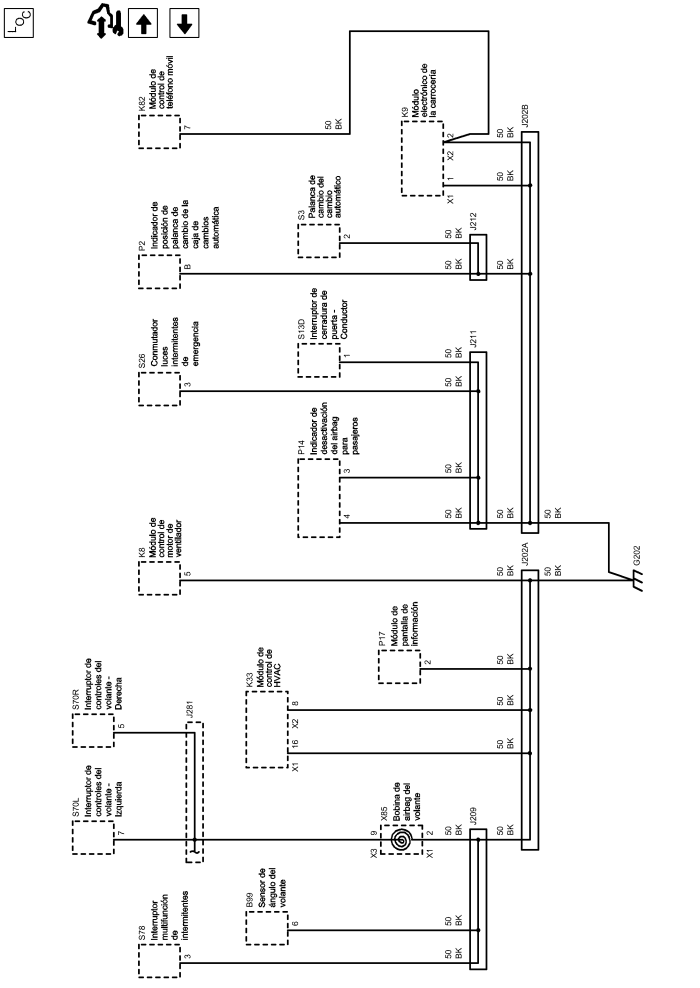 LOC
S70L
Interruptor de
controles del
volante -
Izquierda
7
S70R
Interruptor de
controles del
volante -
Derecha
5
S78
Interruptor
multifunción
de
intermitentes
3
K8
Módulo de
control de
motor de
ventilador
5
S26
Conmutador
luces
intermitentes
de
emergencia
3
P2
Indicador de
posición de
palanca de
cambio de la
caja de
cambios
automática
B
K82
Módulo de
control de
teléfono móvil
7
J281
B99
Sensor de
ángulo del
volante
6
K33
Módulo de
control de
HVAC
X1
16
X2
8
P14
Indicador de
desactivación
del airbag
para
pasajeros
4
3
S13D
Interruptor de
cerradura de
puerta -
Conductor
1
S3
Palanca de
cambio del
cambio
automático
2
50
BK
X3
9
X85
Bobina de
airbag del
volante
X1
2
P17
Módulo de
pantalla de
información
2
K9
Módulo
electrónico de
la carrocería
X1
1
X2
2
50
BK
50
BK
50
BK
J209
50
BK
50
BK
50
BK
50
BK
J211
50
BK
50
BK
J212
50
BK
50
BK
50
BK
50
BK
50
BK
50
BK
50
BK
50
BK
50
BK
J202A
J202B
50
BK
50
BK
G202